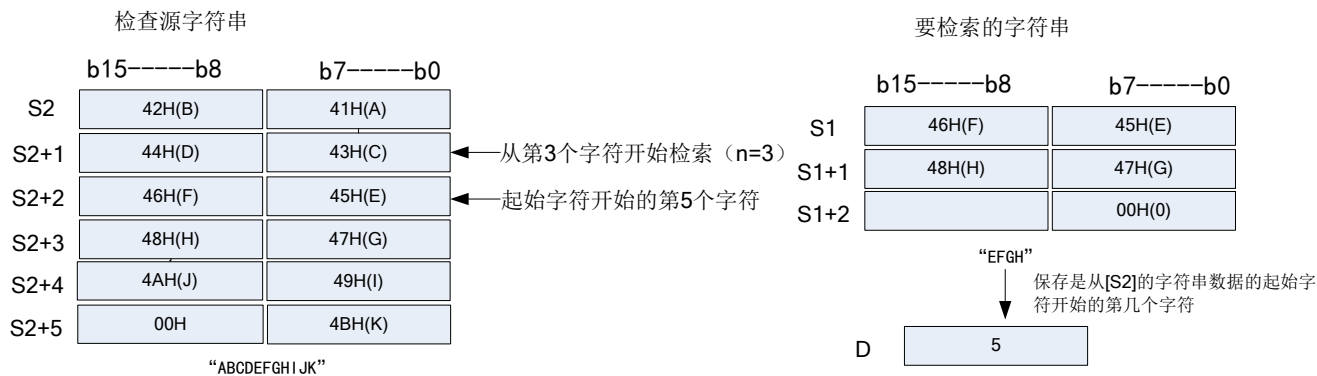 检查源字符串
b15-----b8 b7-----b0
S2 42H(B) 41H(A)
S2+1 44H(D) 43H(C) 从第3个字符开始检索（n=3）
S2+2 46H(F) 45H(E) 起始字符开始的第5个字符
S2+3 48H(H) 47H(G)
S2+4 4AH(J) 49H(I)
S2+5 00H 4BH(K)
“ABCDEFGHIJK”
要检索的字符串
b15-----b8 b7-----b0
S1 46H(F) 45H(E)
S1+1 48H(H) 47H(G)
S1+2 00H(0)
“EFGH”
保存是从[S2]的字符串数据的起始字
符开始的第几个字符
D 5